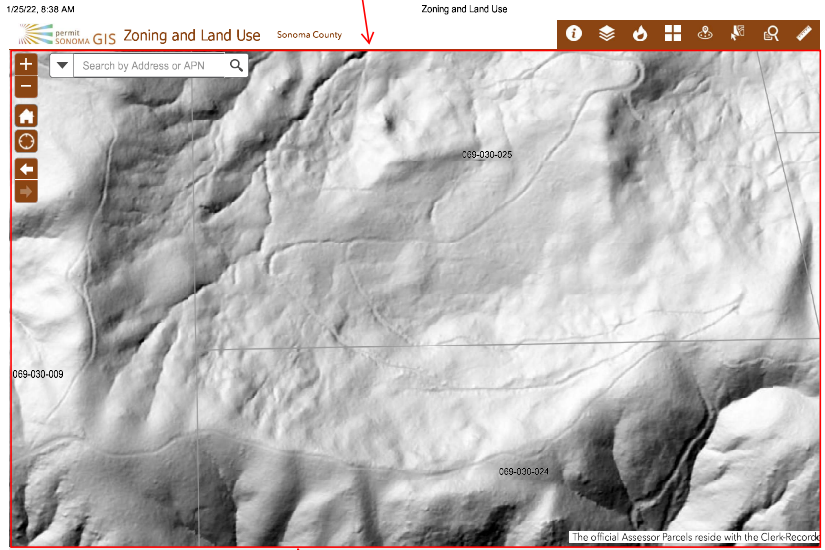 1/25/22, 8:38 AM
Zoning and Land Use
permit
SONOMA GIS Zoning and Land Use Sonoma County
Search by Address or APN
069-030-025
069-030-009
069-030-024
The official Assessor Parcels reside with the Clerk-Recorde